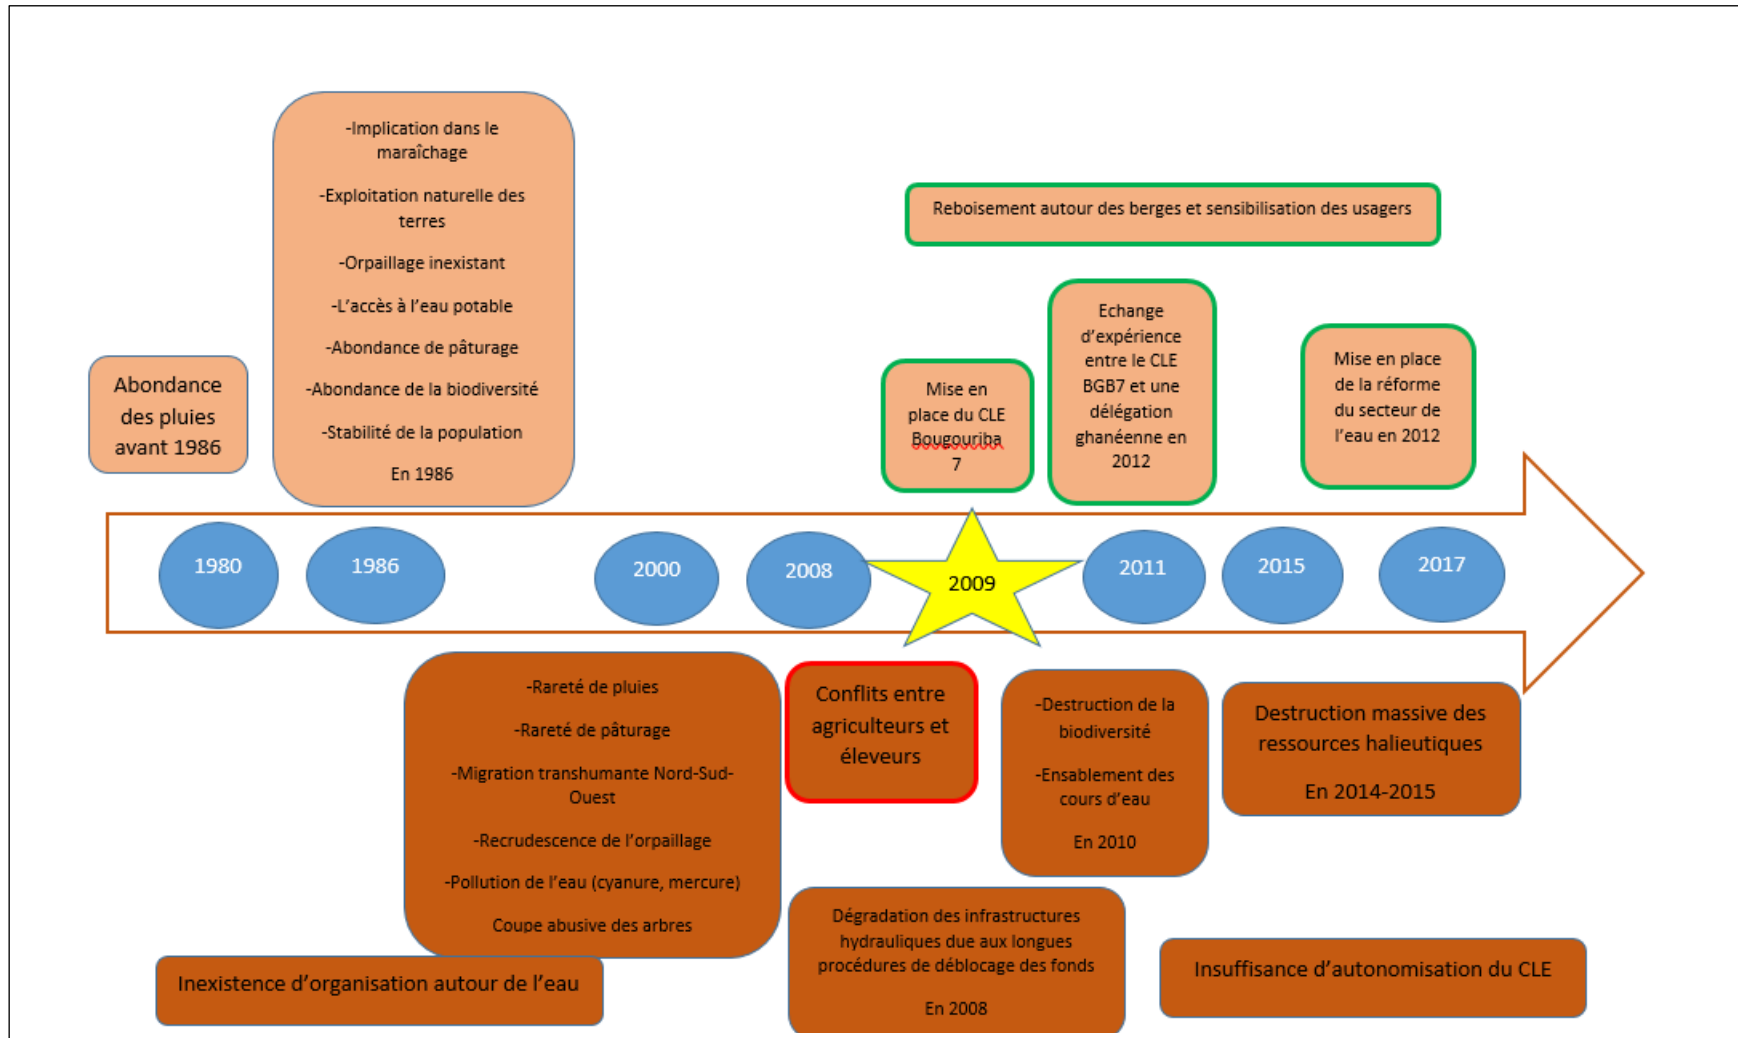 -Implication dans le
maraîchage
-Exploitation naturelle des
terres
-Orpaillage inexistant
-L'accès à l'eau potable
-Abondance de pâturage
-Abondance de la biodiversité
-Stabilité de la population
En 1986
Abondance
des pluies
avant 1986
Reboisement autour des berges et sensibilisation des usagers
Mise en
place du CLE
Bougouriba
7
Echange
d'expérience
entre le CLE
BGB7 et une
délégation
ghanéenne en
2012
Mise en place
de la réforme
du secteur de
l'eau en 2012
1980
1986
2000
2008
2009
2011
2015
2017
-Rareté de pluies
-Rareté de pâturage
-Migration transhumante Nord-Sud-
Ouest
-Recrudescence de l'orpaillage
-Pollution de l'eau (cyanure, mercure)
Coupe abusive des arbres
Conflits entre
agriculteurs et
éleveurs
-Destruction de la
biodiversité
-Ensablement des
cours d'eau
En 2010
Destruction massive des
ressources halieutiques
En 2014-2015
Inexistence d'organisation autour de l'eau
Dégradation des infrastructures
hydrauliques due aux longues
procédures de déblocage des fonds
En 2008
Insuffisance d'autonomisation du CLE